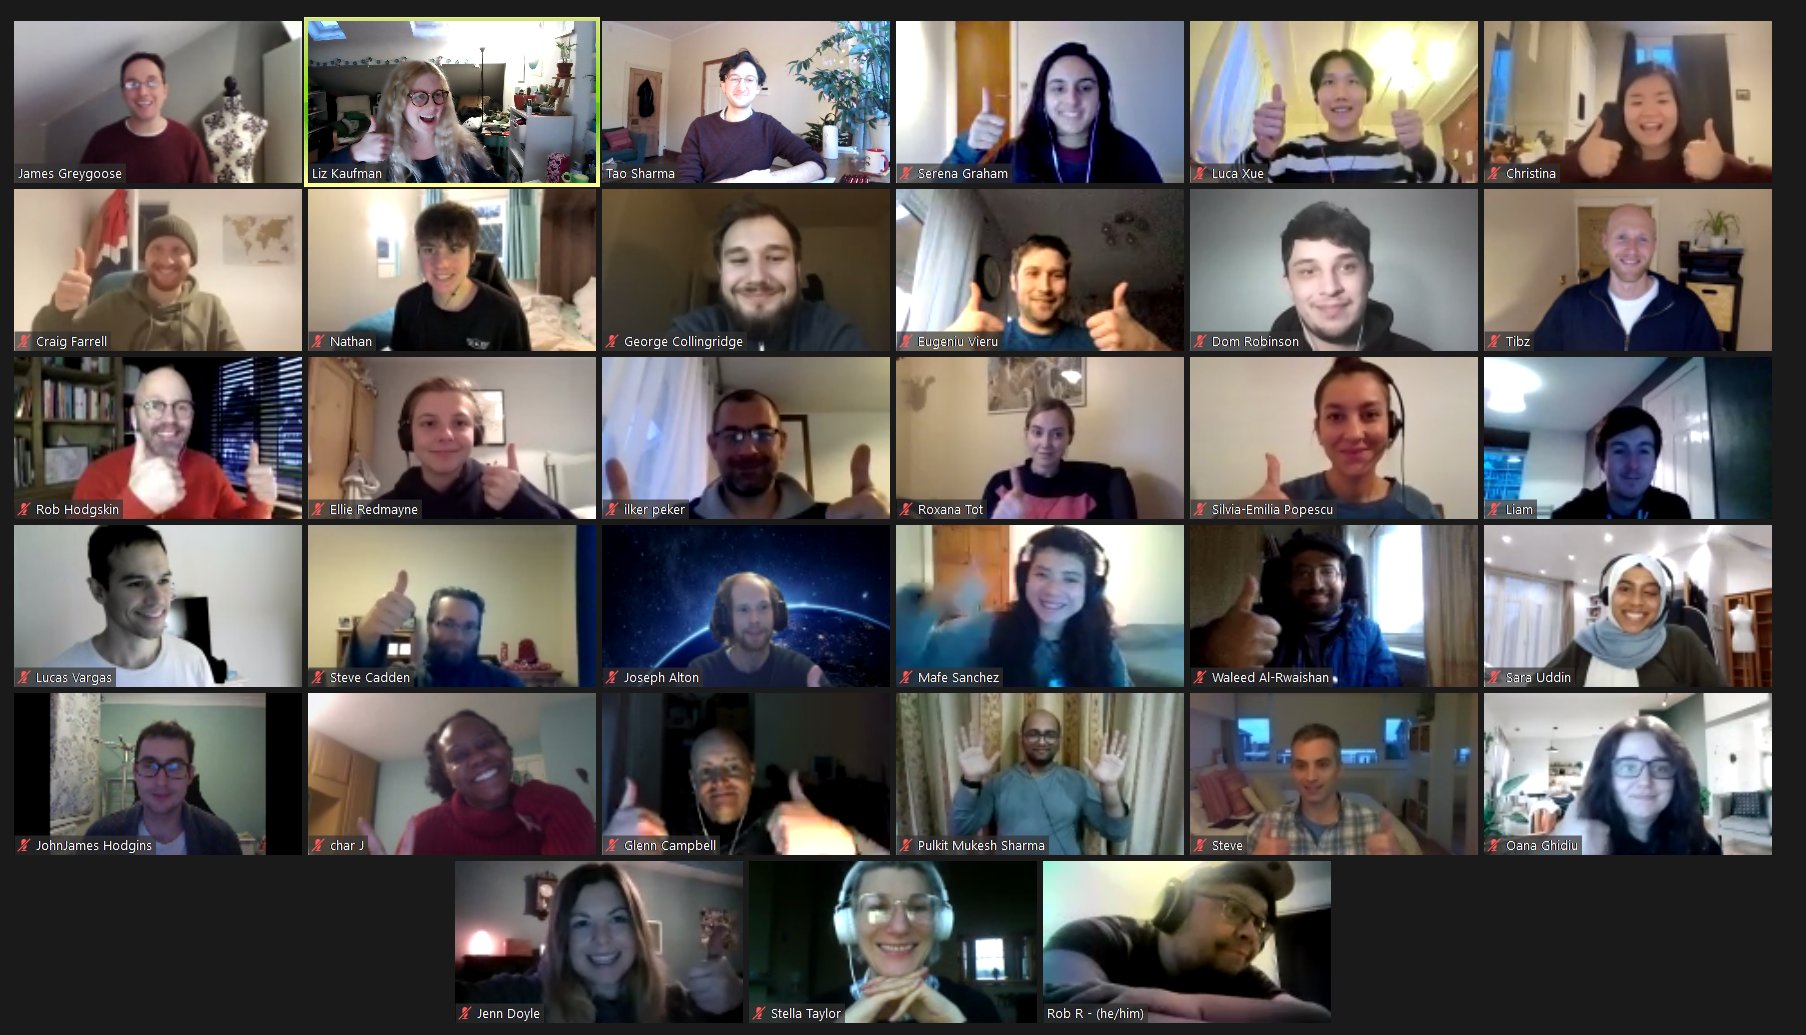 James Greygoose
Liz Kaufman
Tao Sharma
Serena Graham
Luca Xue
Christina
Craig Farrell
Nathan
George Collingridge
Eugeniu Vieru
Dom Robinson
Tibz
Rob Hodgskin
Ellie Redmayne
ilker peker
Roxana Tot
Silvia-Emilia Popescu
Liam
Lucas Vargas
Steve Cadden
Joseph Alton
Mafe Sanchez
Waleed Al-Rwaishan
Sara Uddin
JohnJames Hodgins
char J
Glenn Campbell
Pulkit Mukesh Sharma
Steve
Oana Ghidiu
Jenn Doyle
Stella Taylor
Rob R - (he/him)